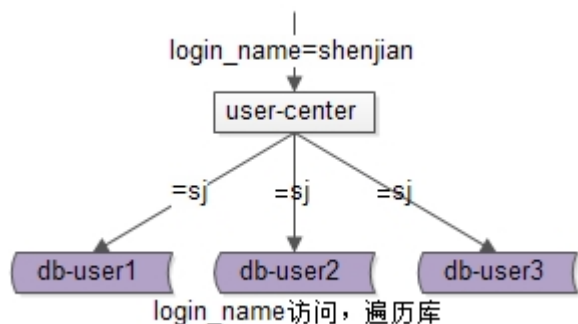 login_name=shenjian
user-center
=sj =sj =sj
db-user1 db-user2 db-user3
login_name访问，遍历库